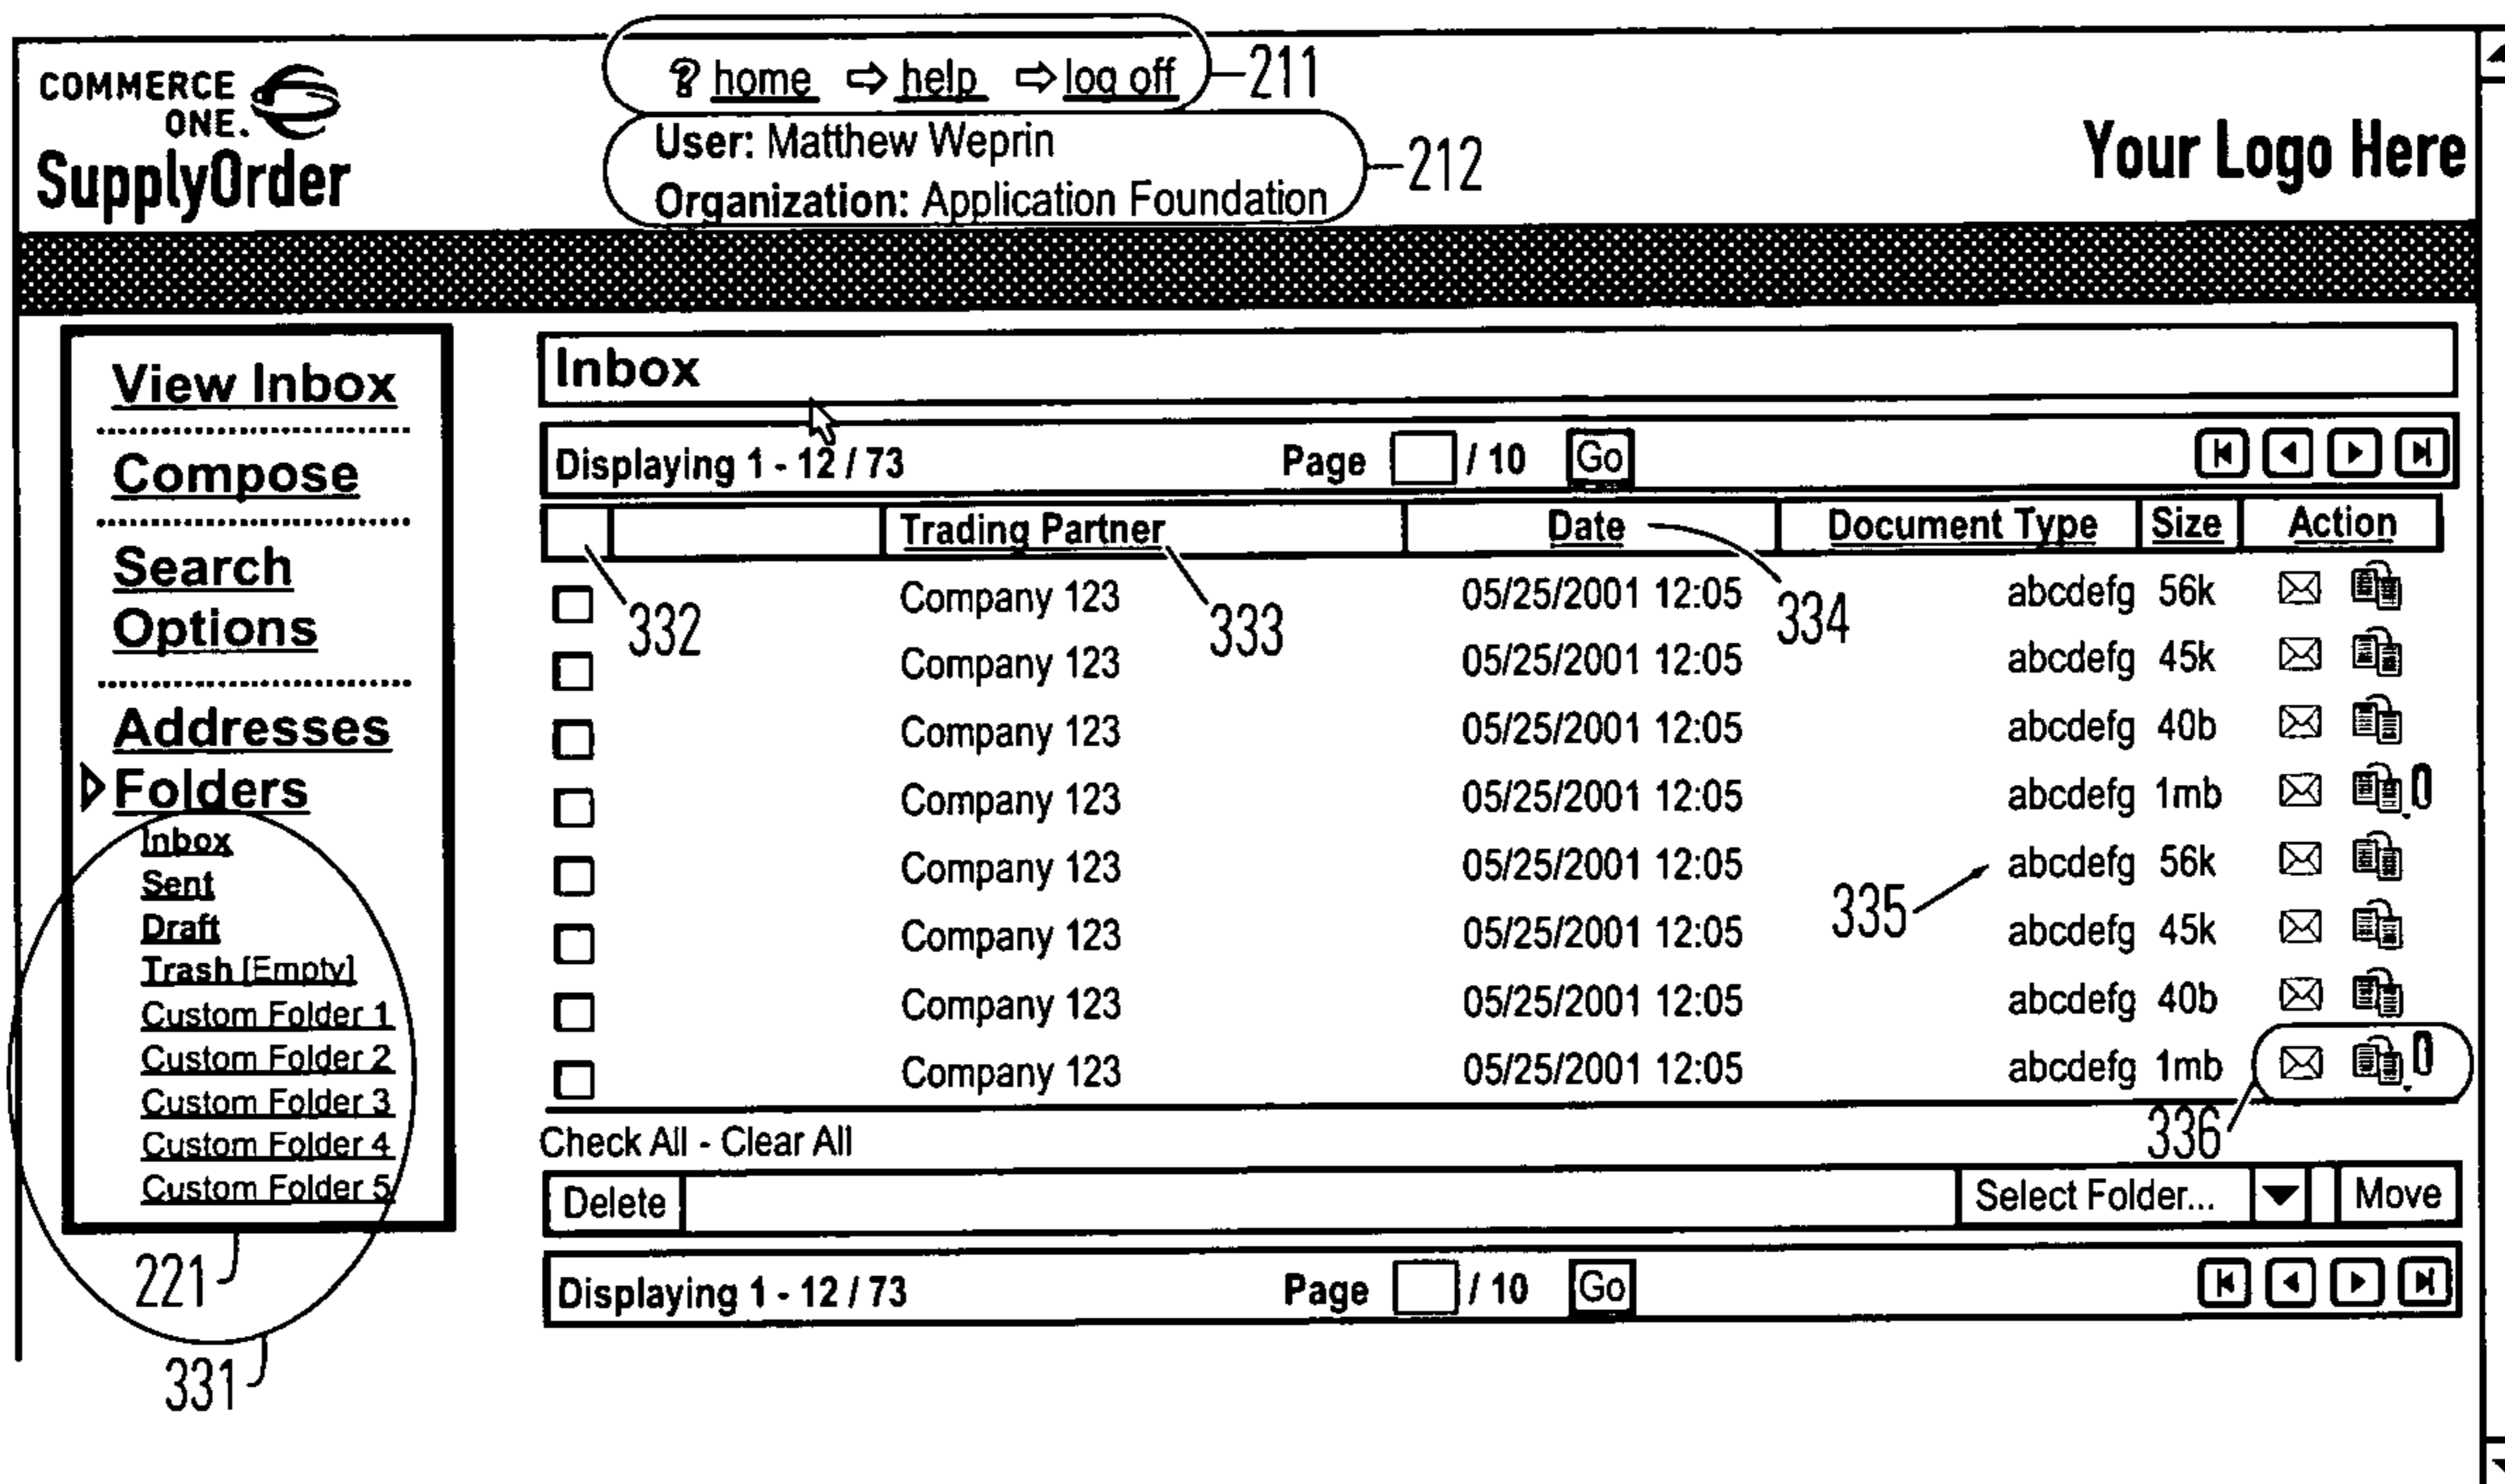 COMMERCE
ONE.
SupplyOrder
? home ⇨ help ⇨ log off
211
User: Matthew Weprin
Organization: Application Foundation
212
Your Logo Here
View Inbox
Compose
Search
Options
Addresses
Folders
Inbox
Sent
Draft
Trash [Empty]
Custom Folder 1
Custom Folder 2
Custom Folder 3
Custom Folder 4
Custom Folder 5
221
331
Inbox
Displaying 1 - 12 / 73 Page / 10 Go
Trading Partner Date Document Type Size Action
332 333 334
Company 123 05/25/2001 12:05 abcdefg 56k
Company 123 05/25/2001 12:05 abcdefg 45k
Company 123 05/25/2001 12:05 abcdefg 40b
Company 123 05/25/2001 12:05 abcdefg 1mb
Company 123 05/25/2001 12:05 abcdefg 56k
335
Company 123 05/25/2001 12:05 abcdefg 45k
Company 123 05/25/2001 12:05 abcdefg 40b
Company 123 05/25/2001 12:05 abcdefg 1mb
336
Check All - Clear All
Delete Select Folder... Move
Displaying 1 - 12 / 73 Page / 10 Go